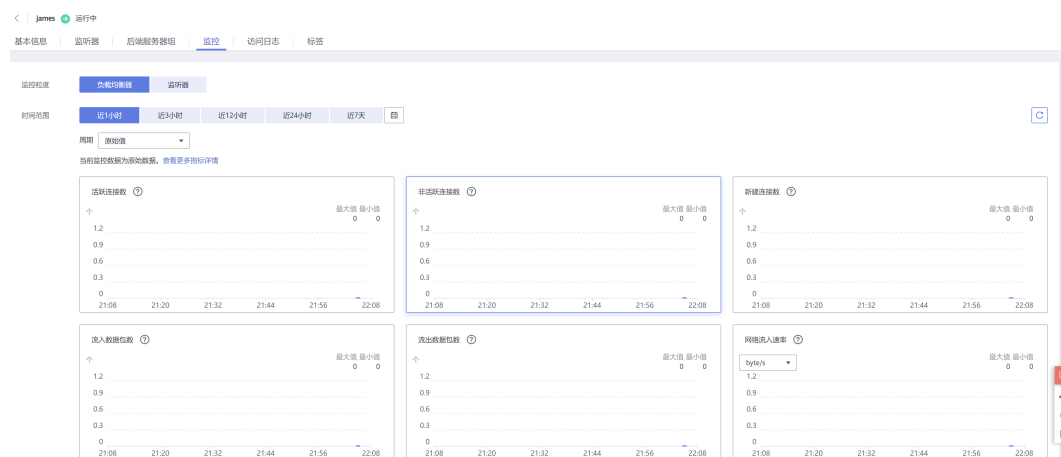 james 运行中
基本信息 监听器 后端服务器组 监控 访问日志 标签
监控粒度 负载均衡器 监听器
时间范围 近1小时 近3小时 近12小时 近24小时 近7天
周期 原始值
当前监控数据为原始数据。查看更多指标详情
活跃连接数 ?
个 最大值 最小值
0 0
1.2
0.9
0.6
0.3
0
21:08 21:20 21:32 21:44 21:56 22:08
非活跃连接数 ?
个 最大值 最小值
0 0
1.2
0.9
0.6
0.3
0
21:08 21:20 21:32 21:44 21:56 22:08
新建连接数 ?
个 最大值 最小值
0 0
1.2
0.9
0.6
0.3
0
21:08 21:20 21:32 21:44 21:56 22:08
流入数据包数 ?
个 最大值 最小值
0 0
1.2
0.9
0.6
0.3
0
21:08 21:20 21:32 21:44 21:56 22:08
流出数据包数 ?
个 最大值 最小值
0 0
1.2
0.9
0.6
0.3
0
21:08 21:20 21:32 21:44 21:56 22:08
网络流入速率 ?
byte/s 最大值 最小值
0 0
1.2
0.9
0.6
0.3
0
21:08 21:20 21:32 21:44 21:56 22:08